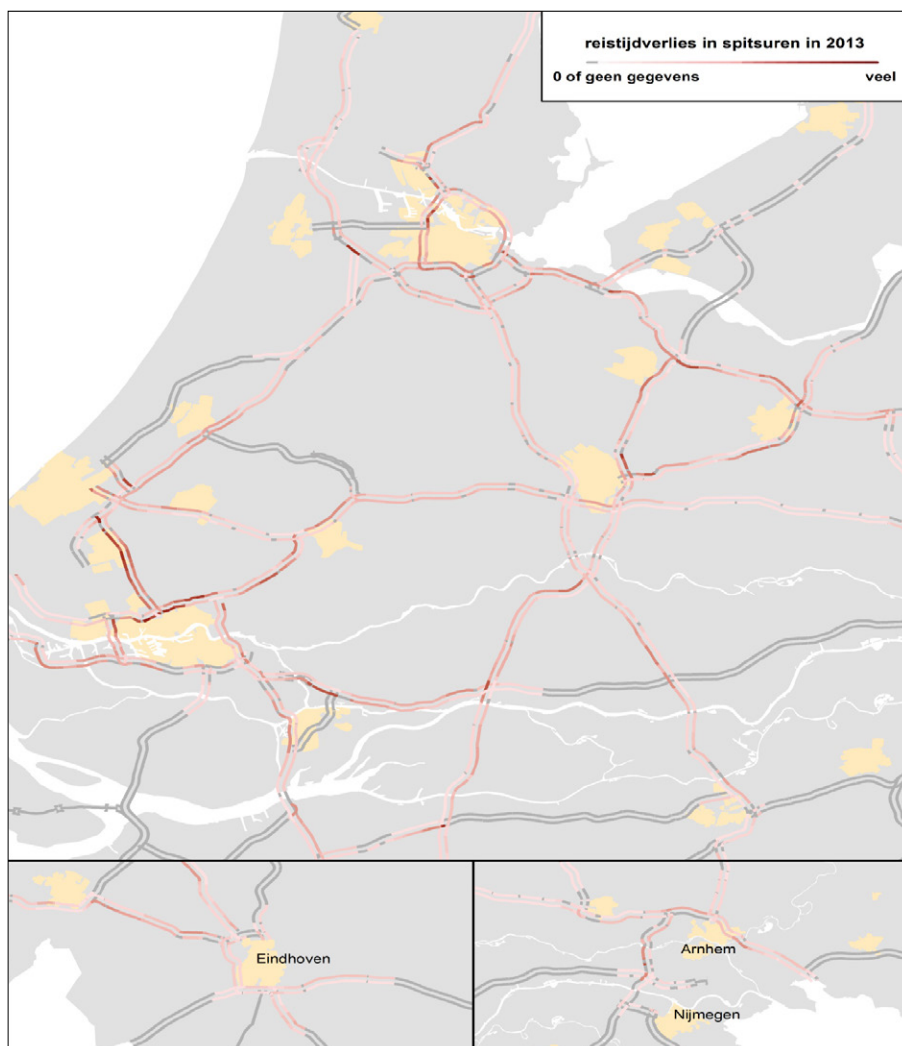 reistijdverlies in spitsuren in 2013
0 of geen gegevens veel
Eindhoven
Arnhem
Nijmegen